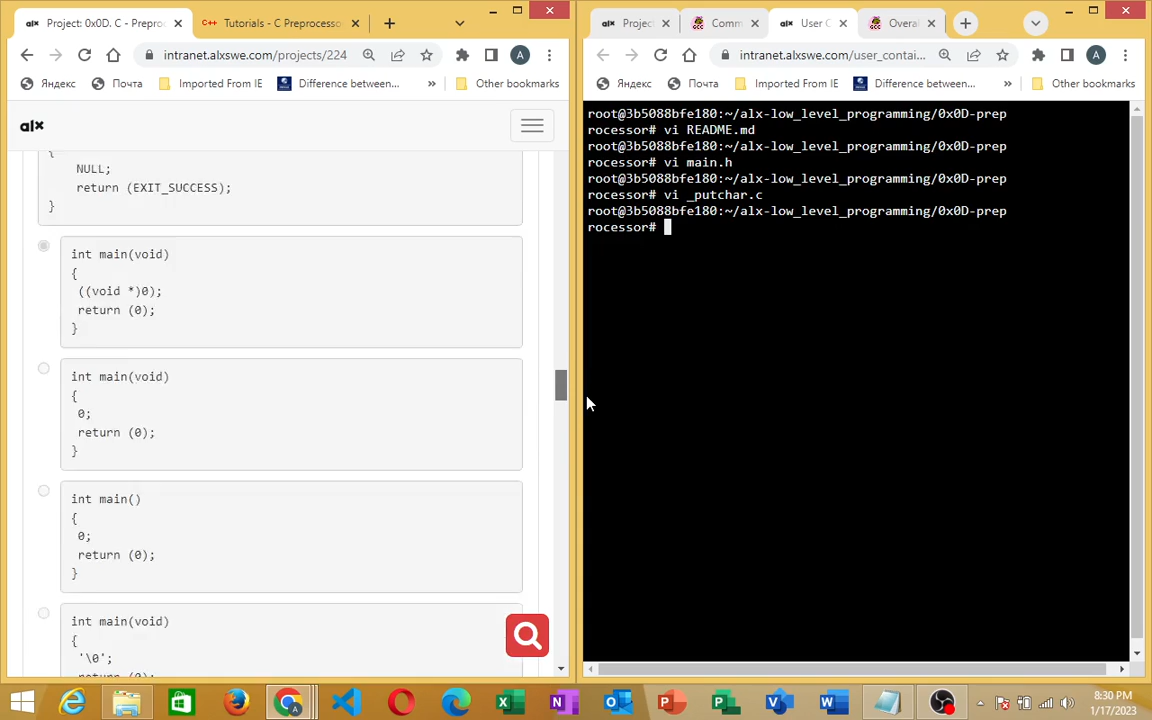 Project: 0x0D. C - Preproc
Tutorials - C Preprocess
intranet.alxswe.com/projects/224
A
Яндекс
Почта
Imported From IE
Difference between...
»
Other bookmarks
alx
{
NULL;
return (EXIT_SUCCESS);
}
int main(void)
{
((void *)0);
return (0);
}
int main(void)
{
0;
return (0);
}
int main()
{
0;
return (0);
}
int main(void)
{
'\0';
Project
Comm
User C
Overal
intranet.alxswe.com/user_contai...
A
Яндекс
Почта
Imported From IE
Difference between...
»
Other bookmarks
root@3b5088bfe180:~/alx-low_level_programming/0x0D-prep
rocessor# vi README.md
root@3b5088bfe180:~/alx-low_level_programming/0x0D-prep
rocessor# vi main.h
root@3b5088bfe180:~/alx-low_level_programming/0x0D-prep
rocessor# vi _putchar.c
root@3b5088bfe180:~/alx-low_level_programming/0x0D-prep
rocessor#
8:30 PM
1/17/2023